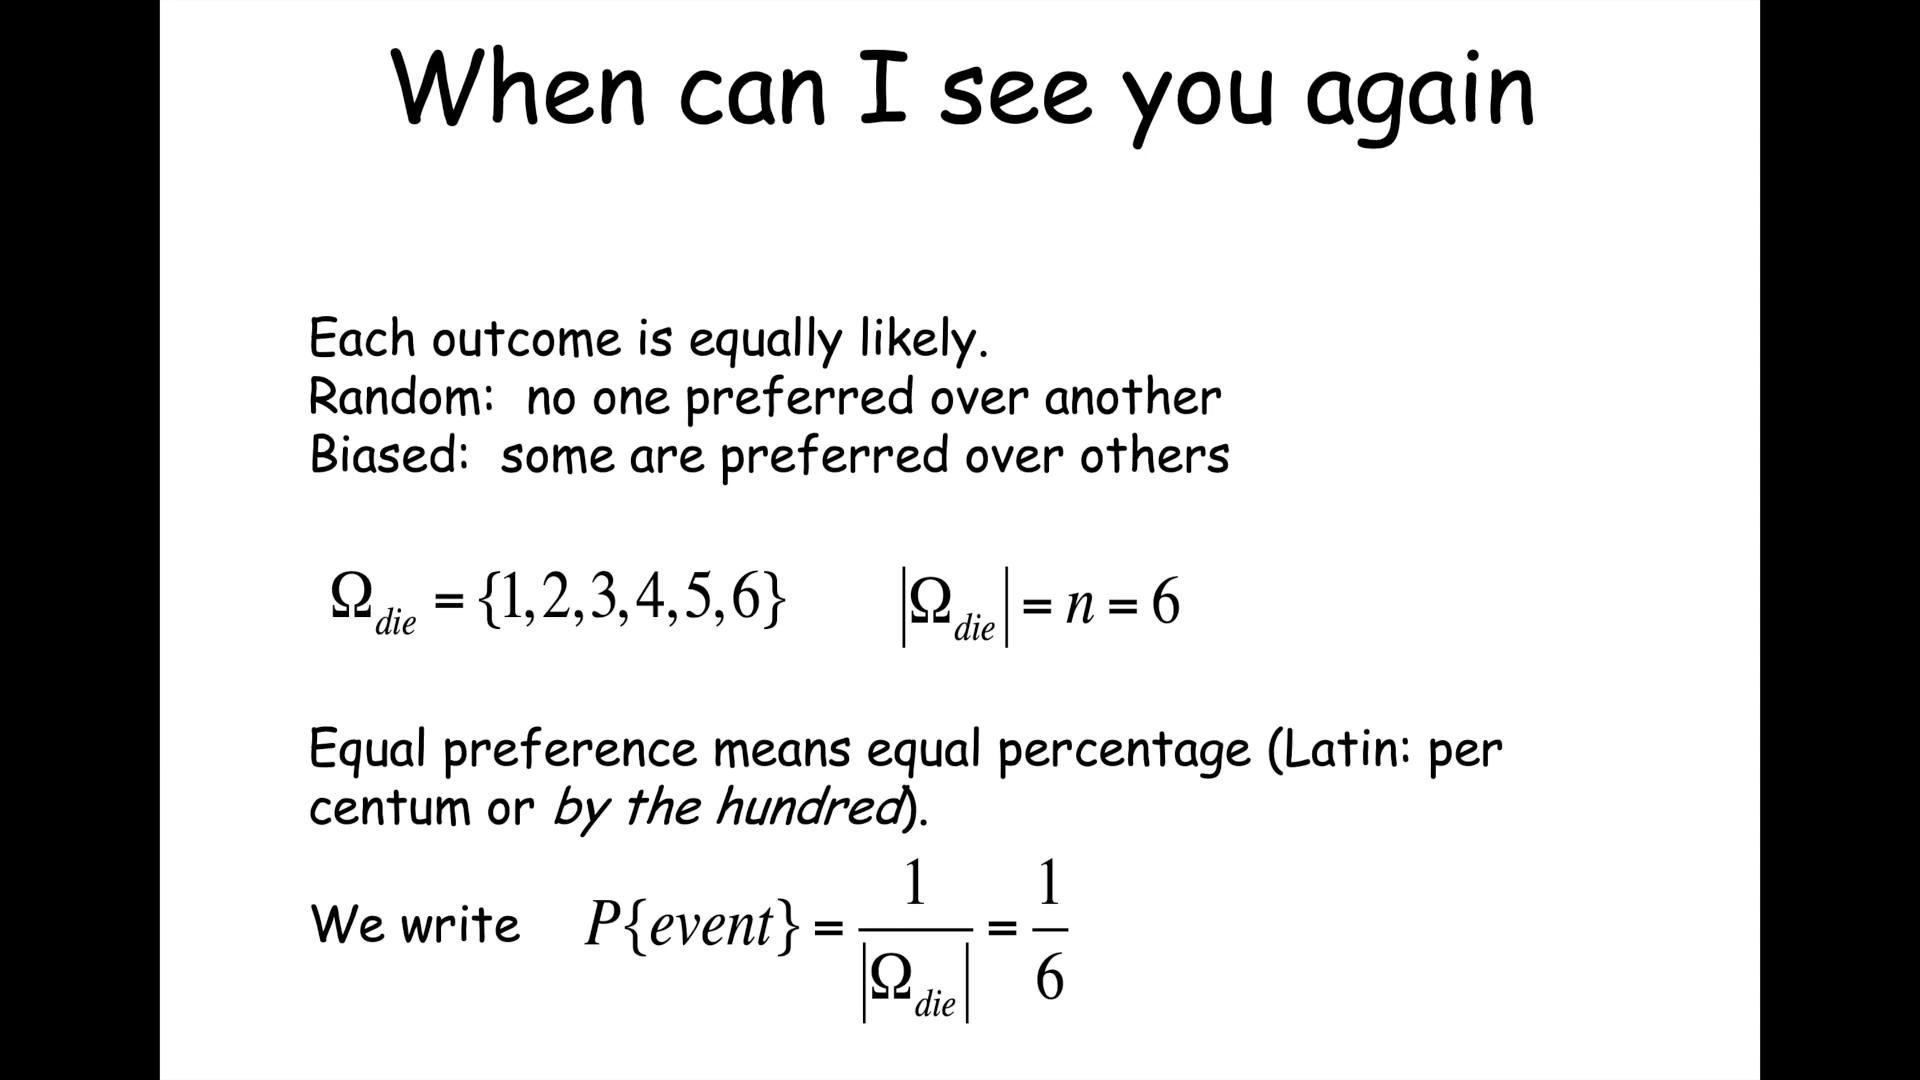 When can I see you again
Each outcome is equally likely.
Random: no one preferred over another
Biased: some are preferred over others
Ω_die = {1,2,3,4,5,6} |Ω_die| = n = 6
Equal preference means equal percentage (Latin: per
centum or by the hundred).
We write P{event} = 1/|Ω_die| = 1/6